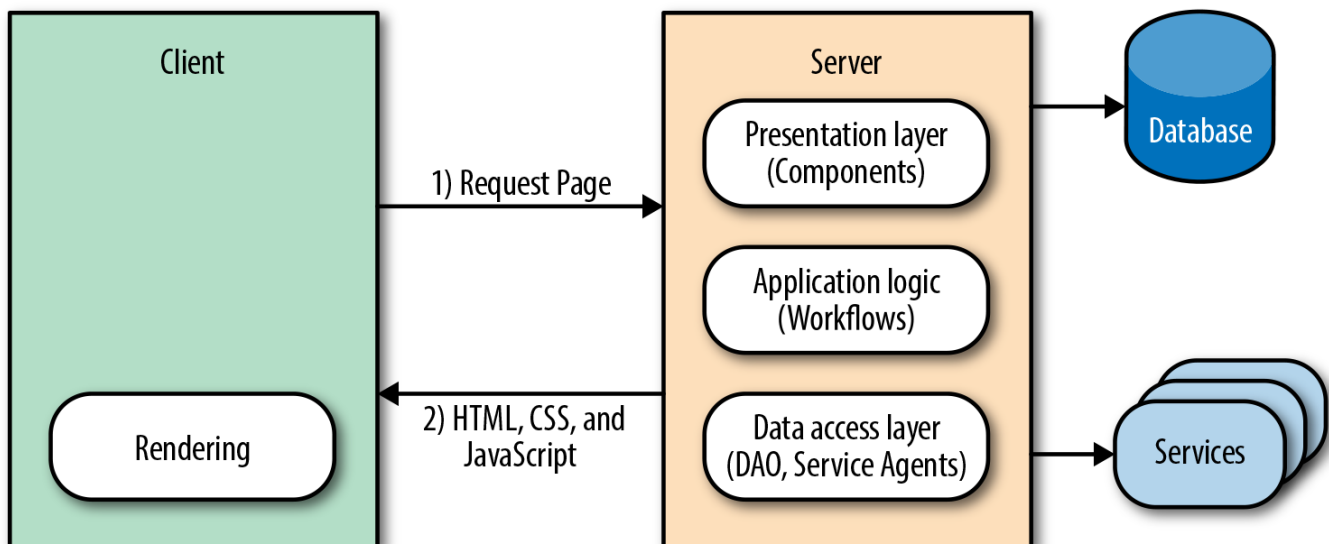 Client
Server
Presentation layer
(Components)
Database
1) Request Page
Application logic
(Workflows)
2) HTML, CSS, and
JavaScript
Rendering
Data access layer
(DAO, Service Agents)
Services